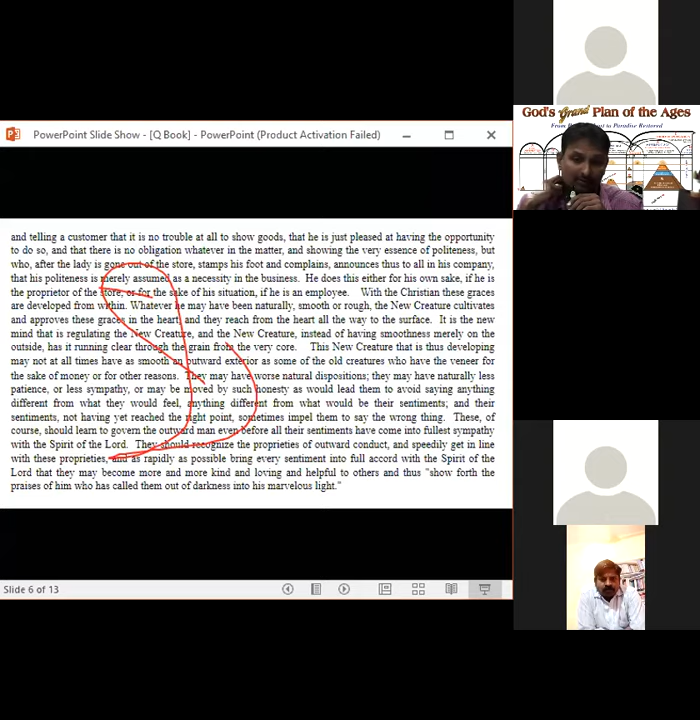 PowerPoint Slide Show - [Q Book] - PowerPoint (Product Activation Failed)
God's Grand Plan of the Ages
to Paradise Restored
and telling a customer that it is no trouble at all to show goods, that he is just pleased at having the opportunity
to do so, and that there is no obligation whatever in the matter, and showing the very essence of politeness, but
who, after the lady is gone out of the store, stamps his foot and complains, announces thus to all in his company,
that his politeness is merely assumed as a necessity in the business. He does this either for his own sake, if he is
the proprietor of the store, or for the sake of his situation, if he is an employee. With the Christian these graces
are developed from within. Whatever he may have been naturally, smooth or rough, the New Creature cultivates
and approves these graces in the heart, and they reach from the heart all the way to the surface. It is the new
mind that is regulating the New Creature, and the New Creature, instead of having smoothness merely on the
outside, has it running clear through the grain from the very core. This New Creature that is thus developing
may not at all times have as smooth an outward exterior as some of the old creatures who have the veneer for
the sake of money or for other reasons. They may have worse natural dispositions; they may have naturally less
patience, or less sympathy, or may be moved by such honesty as would lead them to avoid saying anything
different from what they would feel, anything different from what would be their sentiments; and their
sentiments, not having yet reached the right point, sometimes impel them to say the wrong thing. These, of
course, should learn to govern the outward man even before all their sentiments have come into fullest sympathy
with the Spirit of the Lord. They should recognize the proprieties of outward conduct, and speedily get in line
with these proprieties, and as rapidly as possible bring every sentiment into full accord with the Spirit of the
Lord that they may become more and more kind and loving and helpful to others and thus "show forth the
praises of him who has called them out of darkness into his marvelous light."
Slide 6 of 13